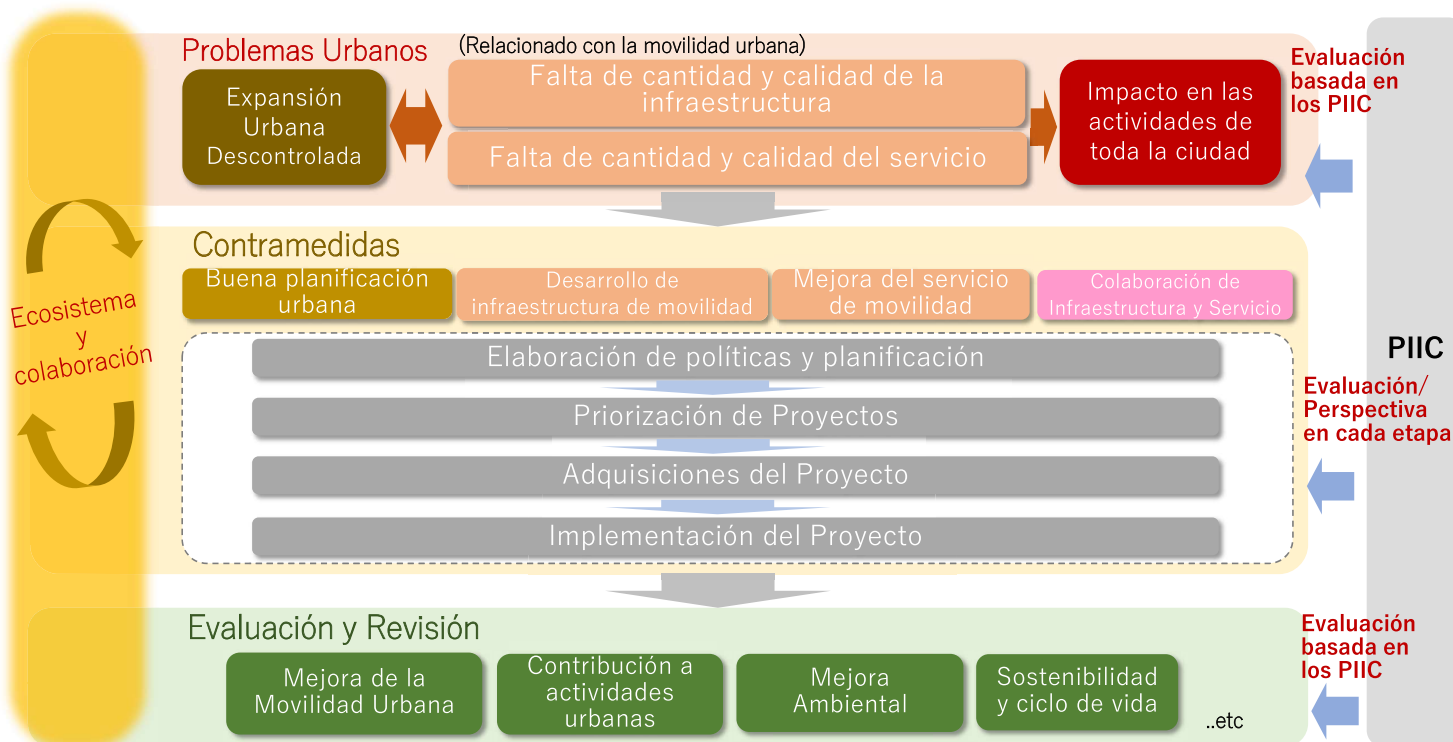 Problemas Urbanos
(Relacionado con la movilidad urbana)
Expansión
Urbana
Descontrolada
Falta de cantidad y calidad de la
infraestructura
Falta de cantidad y calidad del servicio
Impacto en las
actividades de
toda la ciudad
Evaluación
basada en
los PIIC
Contramedidas
Buena planificación
urbana
Desarrollo de
infraestructura de movilidad
Mejora del servicio
de movilidad
Colaboración de
Infraestructura y Servicio
Ecosistema
y
colaboración
Elaboración de políticas y planificación
Priorización de Proyectos
Adquisiciones del Proyecto
Implementación del Proyecto
PIIC
Evaluación/
Perspectiva
en cada etapa
Evaluación y Revisión
Mejora de la
Movilidad Urbana
Contribución a
actividades
urbanas
Mejora
Ambiental
Sostenibilidad
y ciclo de vida
..etc
Evaluación
basada en
los PIIC